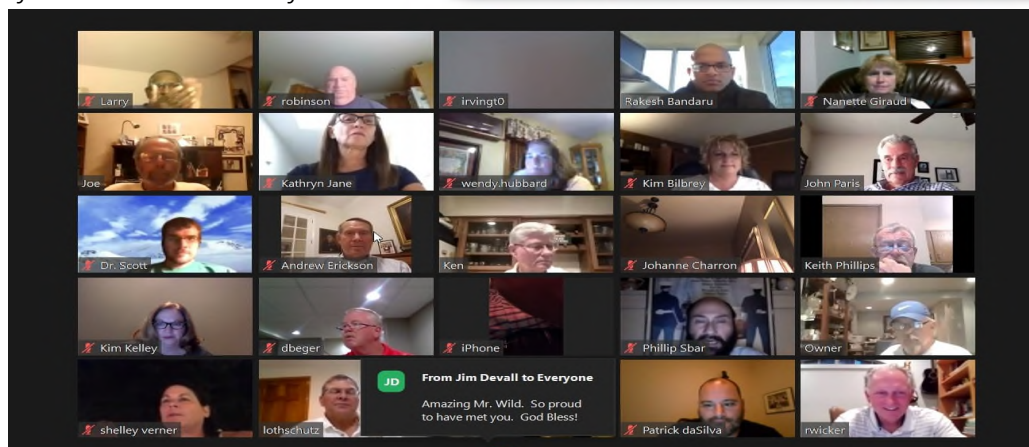 Larry
robinson
irvingt0
Rakesh Bandaru
Nanette Giraud
Joe
Kathryn Jane
wendy.hubbard
Kim Bilbrey
John Paris
Dr. Scott
Andrew Erickson
Ken
Johanne Charron
Keith Phillips
Kim Kelley
dbeger
iPhone
Phillip Sbar
Owner
shelley verner
lothschutz
JD
From Jim Devall to Everyone
Amazing Mr. Wild. So proud
to have met you. God Bless!
Patrick daSilva
rwicker